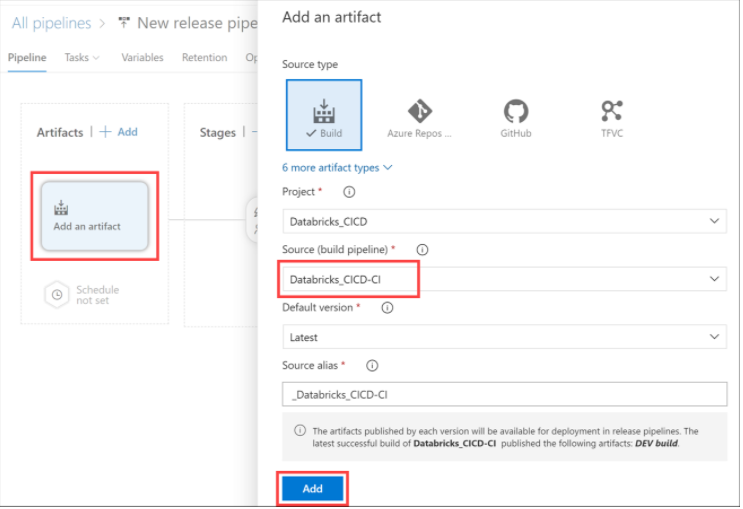 All pipelines > New release pipe
Pipeline Tasks Variables Retention Op
Artifacts | + Add
Stages |
Add an artifact
Schedule
not set
Add an artifact
Source type
Build
Azure Repos ...
GitHub
TFVC
6 more artifact types
Project *
Databricks_CICD
Source (build pipeline) *
Databricks_CICD-CI
Default version *
Latest
Source alias *
_Databricks_CICD-CI
The artifacts published by each version will be available for deployment in release pipelines. The
latest successful build of Databricks_CICD-CI published the following artifacts: DEV build.
Add